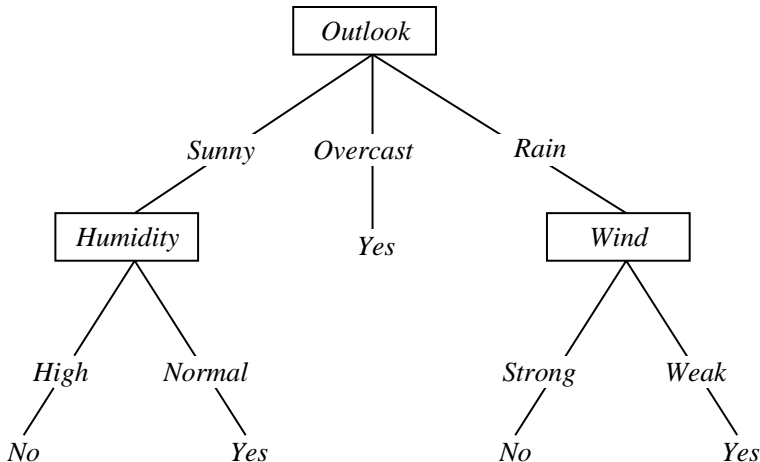 Outlook
Sunny Overcast Rain
Humidity Yes Wind
High Normal Strong Weak
No Yes No Yes